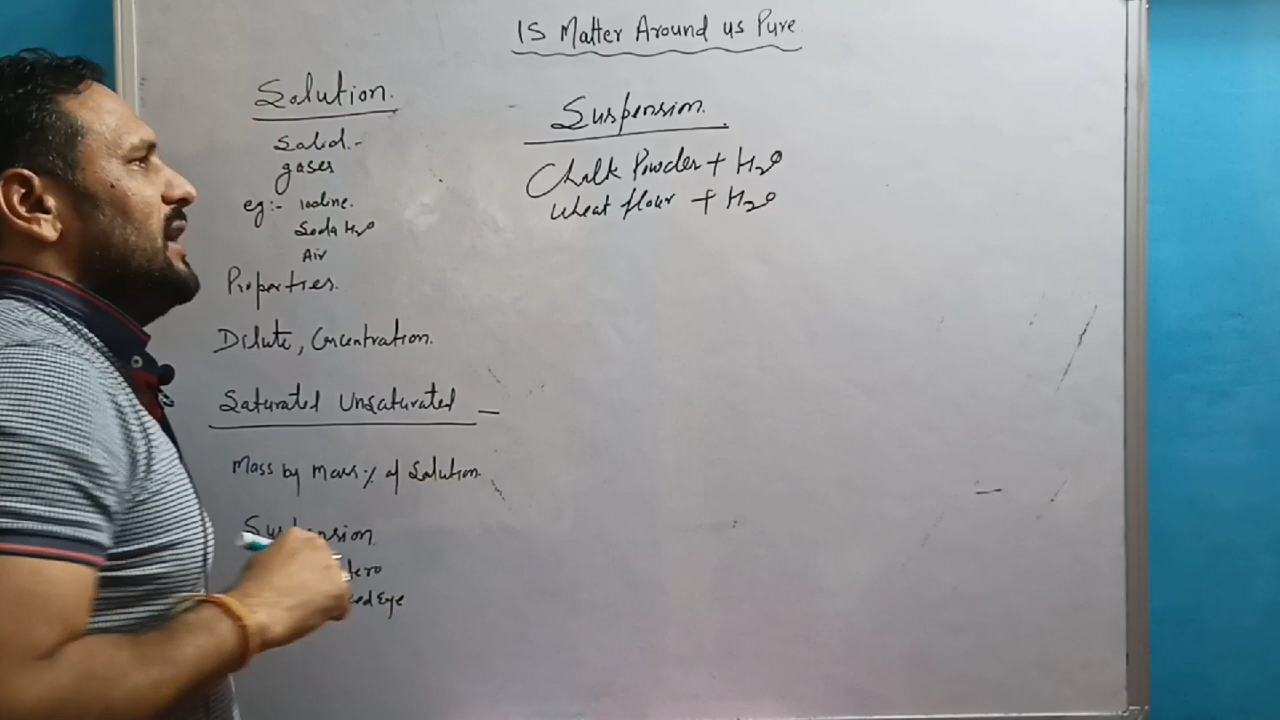 IS Matter Around us Pure
Solution.
Solid.-
gases
eg:- Iodine.
Soda H₂O
Air
Properties.
Dilute, Concentration.
Saturated Unsaturated —
Mass by mass % of Solution.
Suspension.
Suspension.
Chalk Powder + H₂O
Wheat flour + H₂O